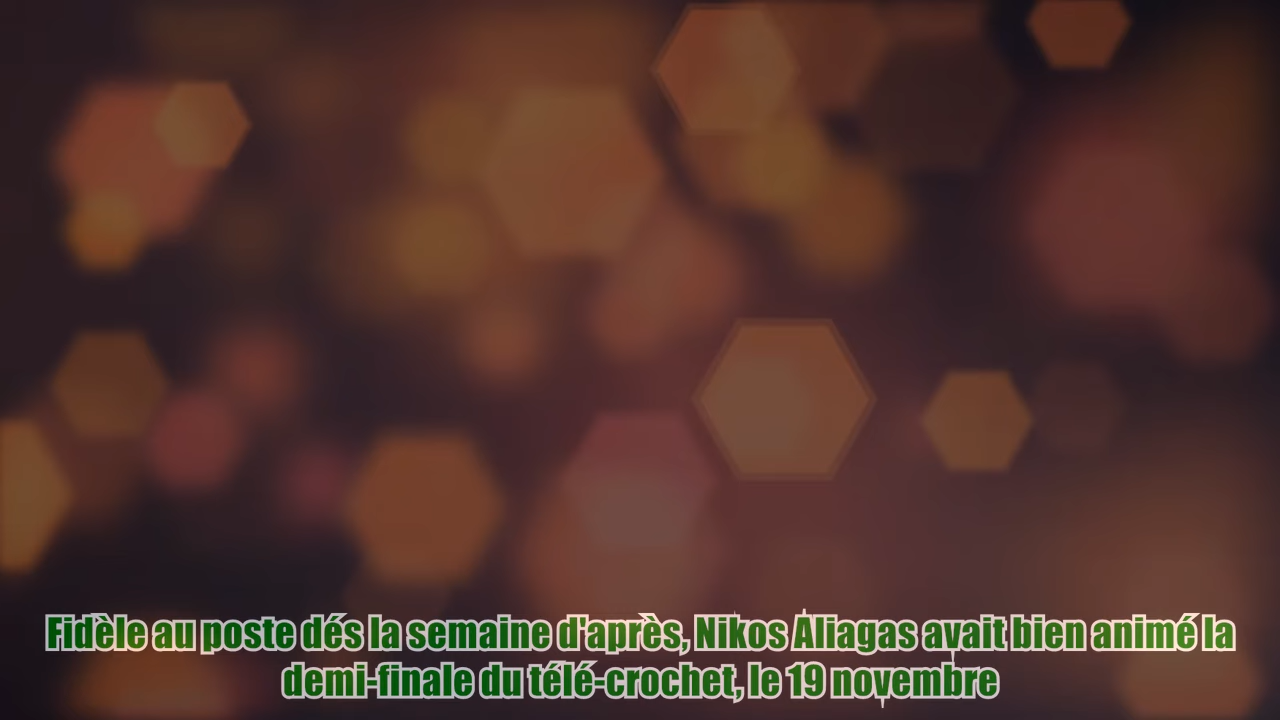 Fidèle au poste dés la semaine d'après, Nikos Aliagas avait bien animé la
demi-finale du télé-crochet, le 19 novembre